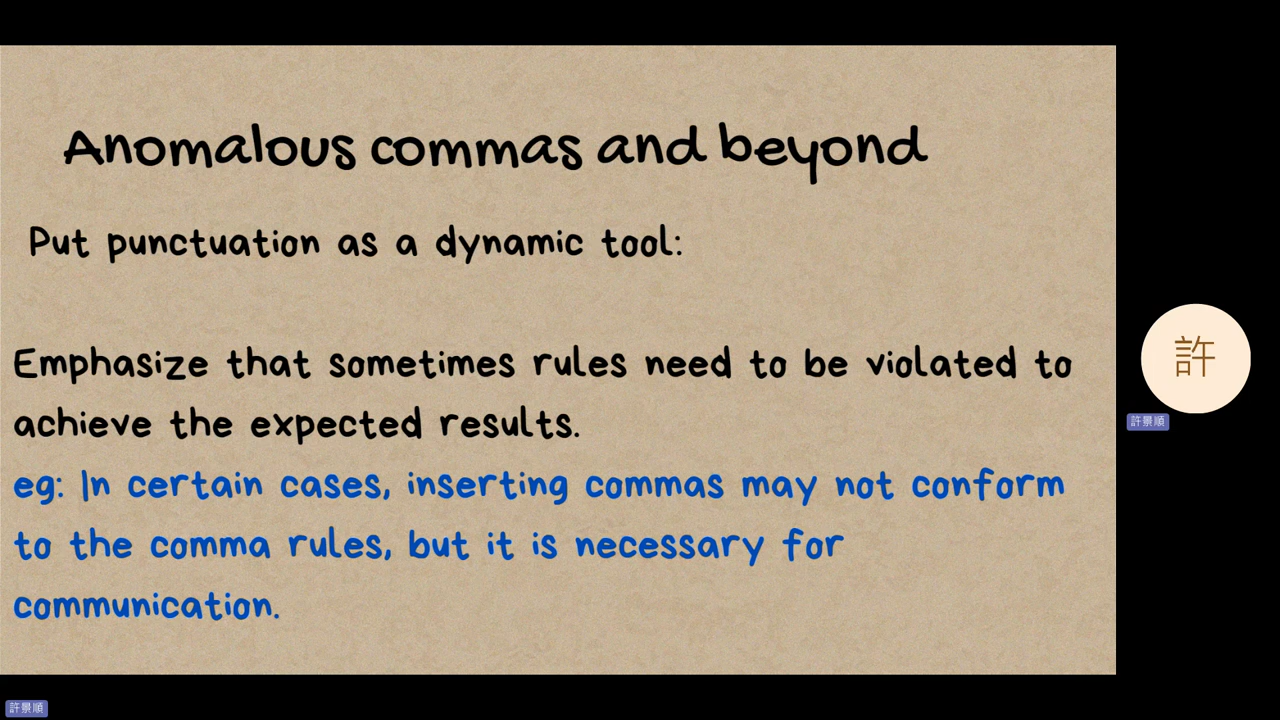 Anomalous commas and beyond
Put punctuation as a dynamic tool:
Emphasize that sometimes rules need to be violated to
achieve the expected results.
eg: In certain cases, inserting commas may not conform
to the comma rules, but it is necessary for
communication.
許
許景順
許景順